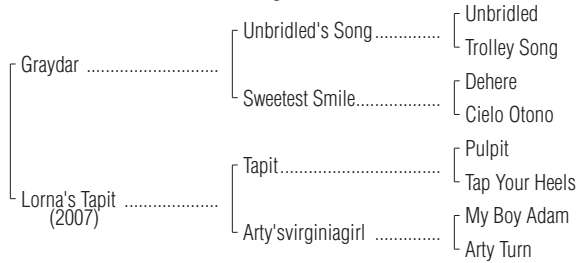 Unbridled
Unbridled's Song..............
Trolley Song
Graydar ............................
Dehere
Sweetest Smile..................
Cielo Otono
Pulpit
Tapit...................................
Tap Your Heels
Lorna's Tapit ....................
(2007)
My Boy Adam
Arty'svirginiagirl ..............
Arty Turn